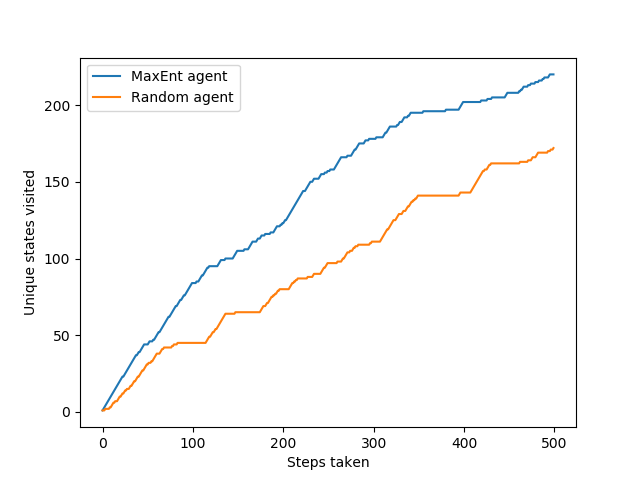 MaxEnt agent
Random agent
Unique states visited
200
150
100
50
0
0 100 200 300 400 500
Steps taken